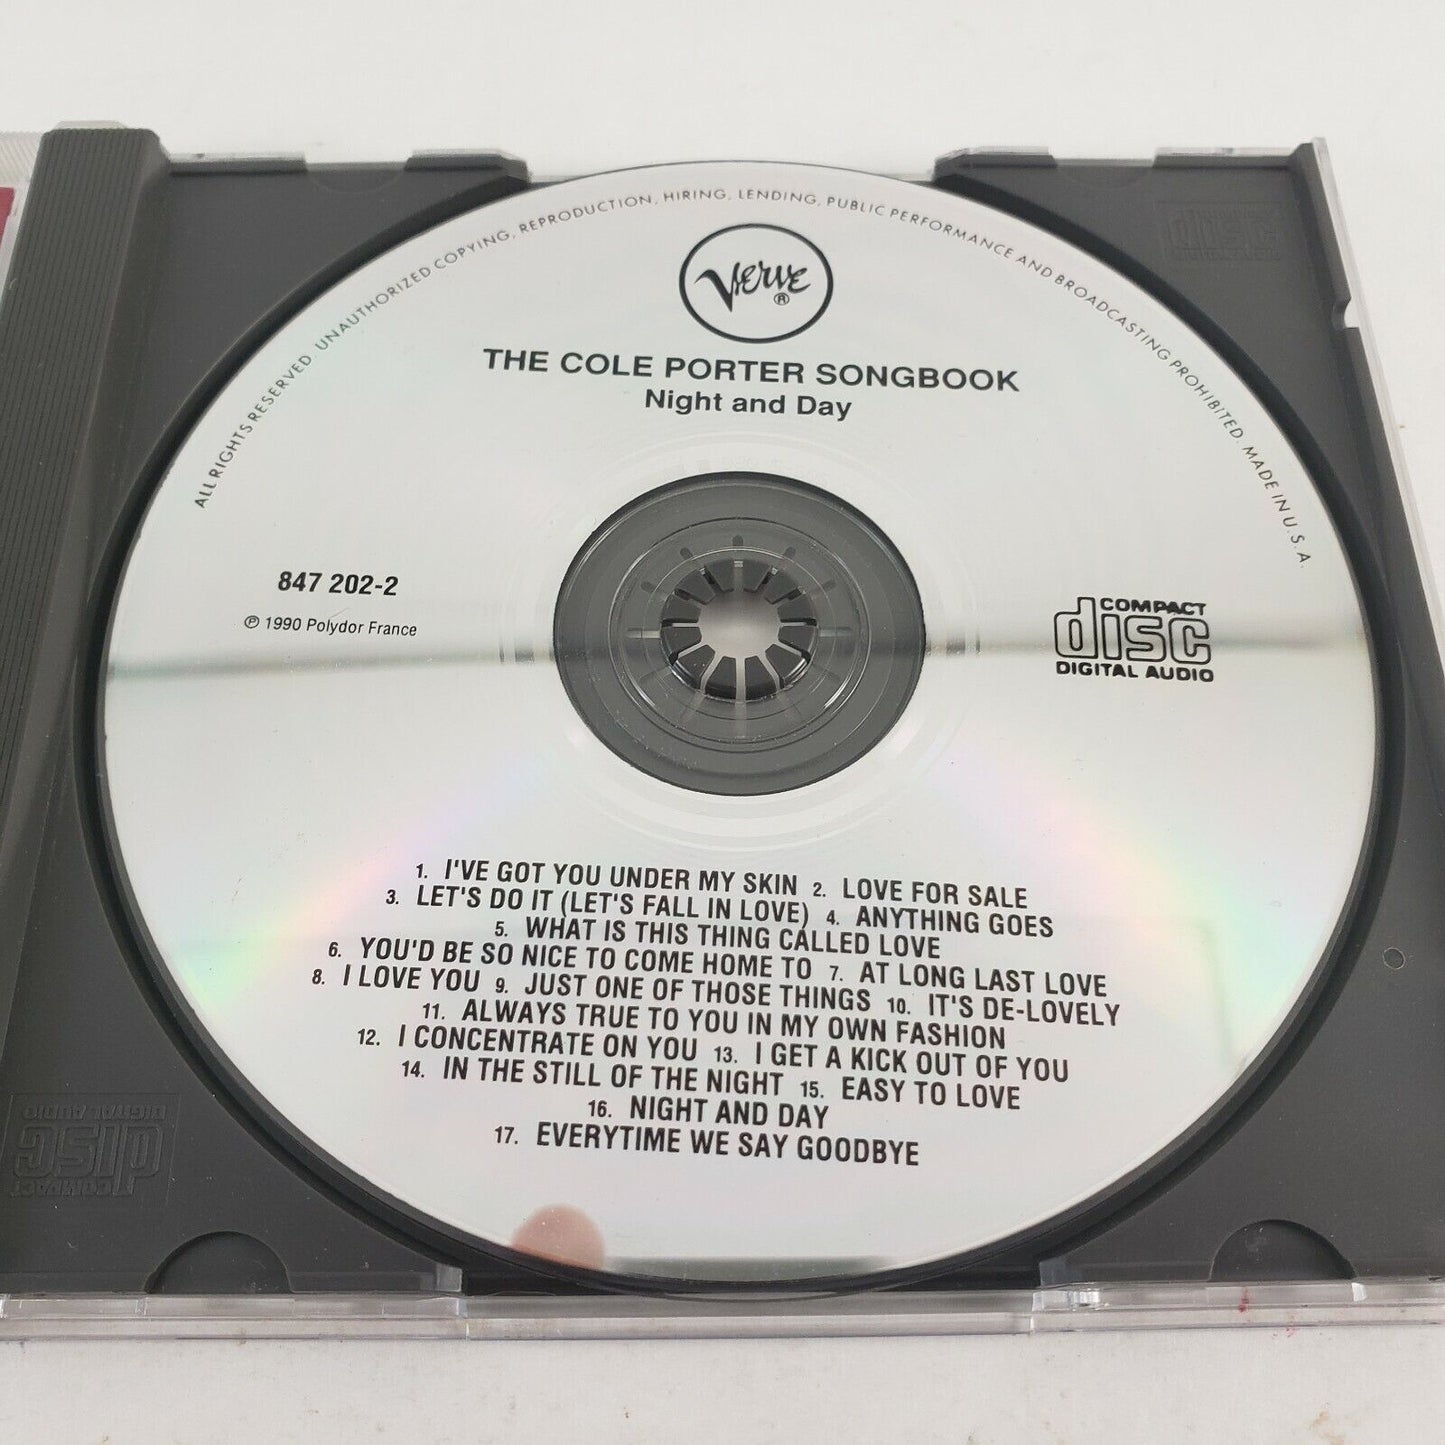 ALL RIGHTS RESERVED. UNAUTHORIZED COPYING, REPRODUCTION, HIRING, LENDING, PUBLIC PERFORMANCE AND BROADCASTING PROHIBITED. MADE IN U.S.A.
Verve ®
THE COLE PORTER SONGBOOK
Night and Day
847 202-2
℗ 1990 Polydor France
COMPACT
disc
DIGITAL AUDIO
1. I'VE GOT YOU UNDER MY SKIN 2. LOVE FOR SALE
3. LET'S DO IT (LET'S FALL IN LOVE) 4. ANYTHING GOES
5. WHAT IS THIS THING CALLED LOVE
6. YOU'D BE SO NICE TO COME HOME TO 7. AT LONG LAST LOVE
8. I LOVE YOU 9. JUST ONE OF THOSE THINGS 10. IT'S DE-LOVELY
11. ALWAYS TRUE TO YOU IN MY OWN FASHION
12. I CONCENTRATE ON YOU 13. I GET A KICK OUT OF YOU
14. IN THE STILL OF THE NIGHT 15. EASY TO LOVE
16. NIGHT AND DAY
17. EVERYTIME WE SAY GOODBYE
COMPACT
disc
DIGITAL AUDIO
disc